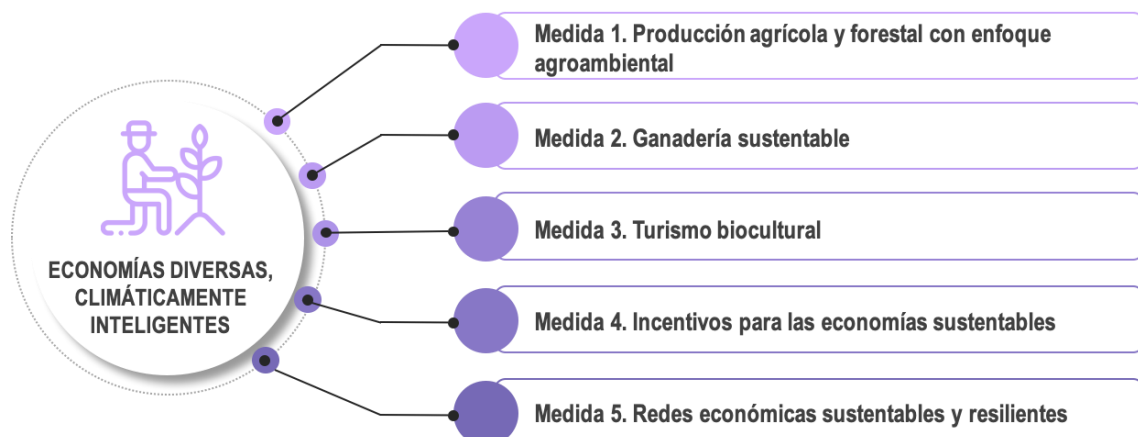 Medida 1. Producción agrícola y forestal con enfoque
agroambiental
Medida 2. Ganadería sustentable
Medida 3. Turismo biocultural
ECONOMÍAS DIVERSAS,
CLIMÁTICAMENTE
INTELIGENTES
Medida 4. Incentivos para las economías sustentables
Medida 5. Redes económicas sustentables y resilientes